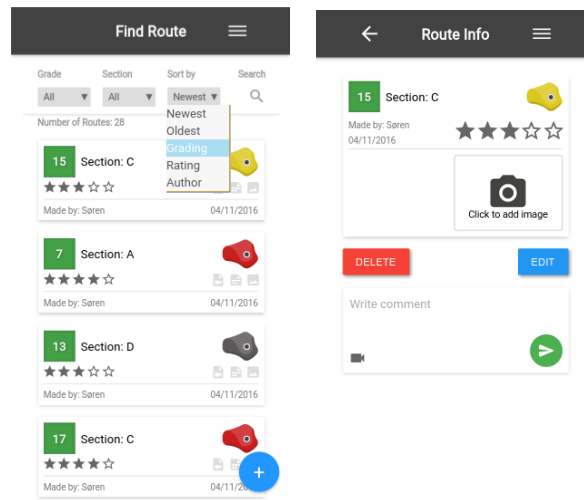 Find Route
Grade Section Sort by Search
All ▼ All ▼ Newest ▼
Newest
Oldest
Grading
Rating
Author
Number of Routes: 28
15 Section: C
Made by: Søren 04/11/2016
7 Section: A
Made by: Søren 04/11/2016
13 Section: D
Made by: Søren 04/11/2016
17 Section: C
Made by: Søren 04/11/20
+
Route Info
15 Section: C
Made by: Søren
04/11/2016
Click to add image
DELETE EDIT
Write comment